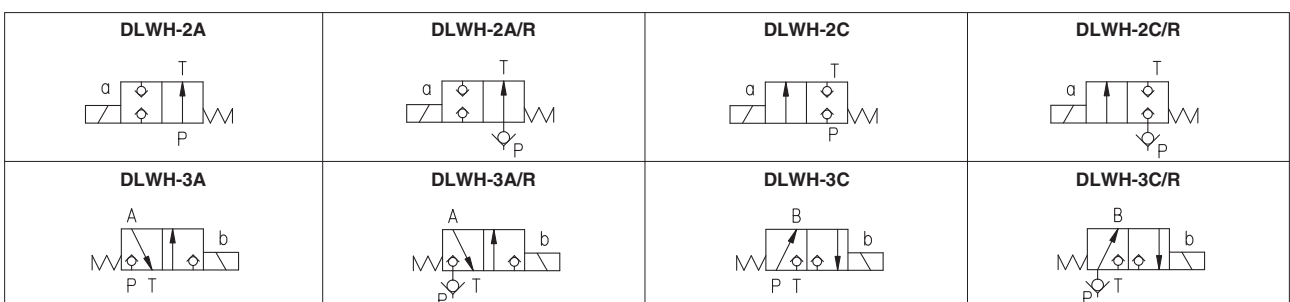 DLWH-2A
DLWH-2A/R
DLWH-2C
DLWH-2C/R
T
a
P
T
a
P
T
a
P
T
a
P
DLWH-3A
DLWH-3A/R
DLWH-3C
DLWH-3C/R
A
b
P T
A
b
P T
B
b
P T
B
b
P T